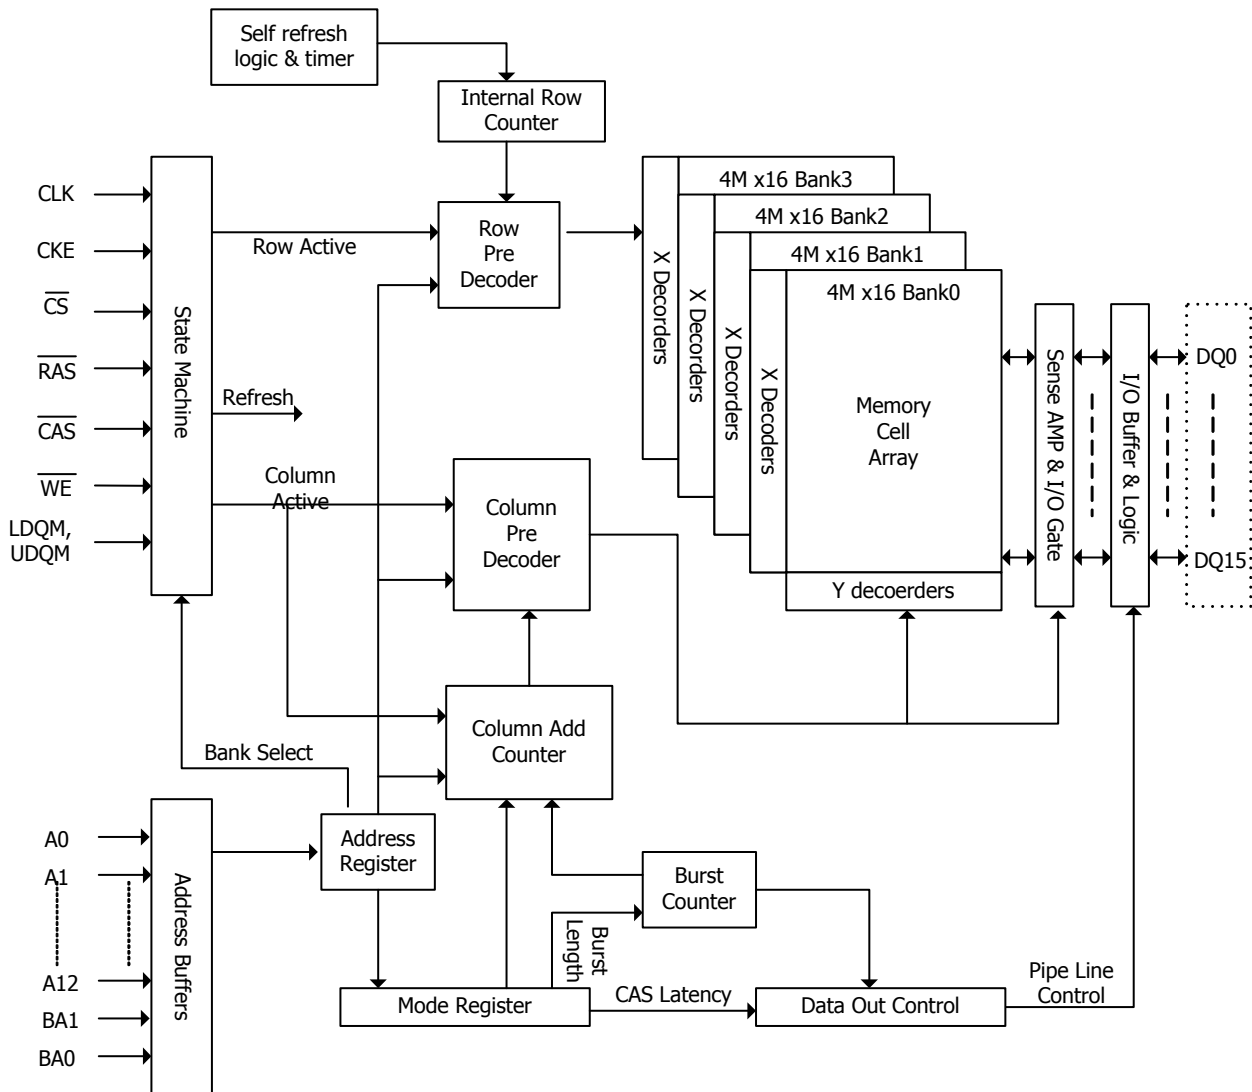 Self refresh
logic & timer
Internal Row
Counter
4M x16 Bank3
4M x16 Bank2
4M x16 Bank1
4M x16 Bank0
CLK
CKE
CS
RAS
CAS
WE
LDQM,
UDQM
State Machine
Row Active
Refresh
Column
Active
Row
Pre
Decoder
X Decorders
X Decorders
X Decorders
X Decoders
Memory
Cell
Array
Y decoerders
Sense AMP & I/O Gate
I/O Buffer & Logic
DQ0
DQ15
Column
Pre
Decoder
Column Add
Counter
Bank Select
A0
A1
A12
BA1
BA0
Address Buffers
Address
Register
Burst
Counter
Burst
Length
Mode Register
CAS Latency
Data Out Control
Pipe Line
Control